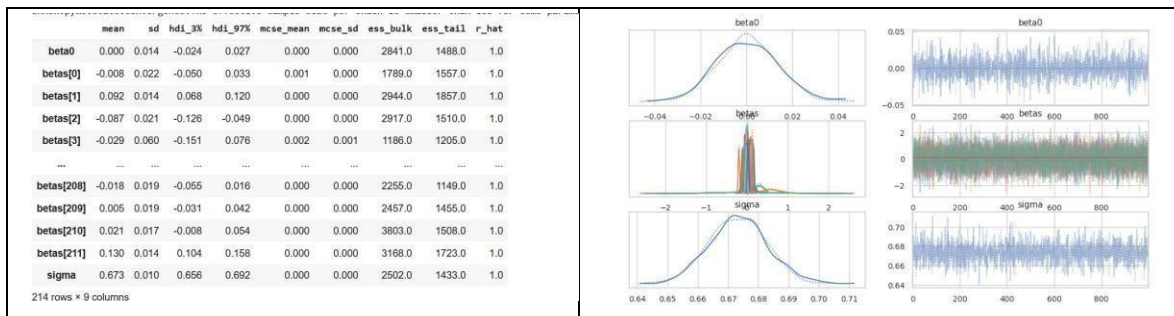 mean sd hdi_3% hdi_97% mcse_mean mcse_sd ess_bulk ess_tail r_hat
beta0 0.000 0.014 -0.024 0.027 0.000 0.000 2841.0 1488.0 1.0
betas[0] -0.008 0.022 -0.050 0.033 0.001 0.000 1789.0 1557.0 1.0
betas[1] 0.092 0.014 0.068 0.120 0.000 0.000 2944.0 1857.0 1.0
betas[2] -0.087 0.021 -0.126 -0.049 0.000 0.000 2917.0 1510.0 1.0
betas[3] -0.029 0.060 -0.151 0.076 0.002 0.001 1186.0 1205.0 1.0
... ... ... ... ... ... ... ... ... ...
betas[208] -0.018 0.019 -0.055 0.016 0.000 0.000 2255.0 1149.0 1.0
betas[209] 0.005 0.019 -0.031 0.042 0.000 0.000 2457.0 1455.0 1.0
betas[210] 0.021 0.017 -0.008 0.054 0.000 0.000 3803.0 1508.0 1.0
betas[211] 0.130 0.014 0.104 0.158 0.000 0.000 3168.0 1723.0 1.0
sigma 0.673 0.010 0.656 0.692 0.000 0.000 2502.0 1433.0 1.0
214 rows × 9 columns
beta0
-0.04 -0.02 0.00 0.02 0.04
beta0
0.05
0.00
-0.05
0 200 400 600 800
betas
-2 -1 0 1 2
betas
2
0
-2
0 200 400 600 800
sigma
0.64 0.65 0.66 0.67 0.68 0.69 0.70 0.71
sigma
0.70
0.68
0.66
0.64
0 200 400 600 800